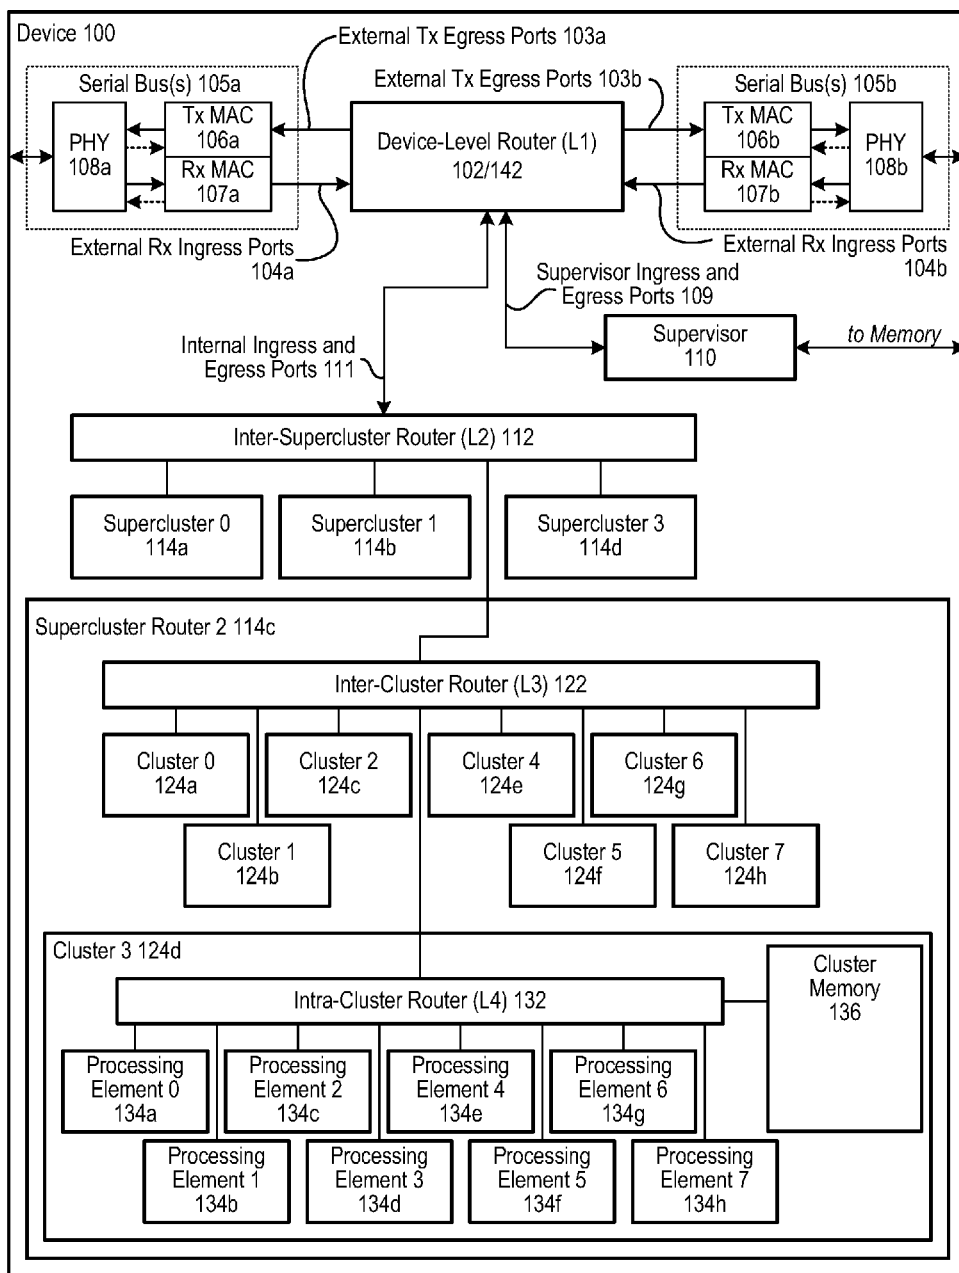 Device 100
External Tx Egress Ports 103a
External Tx Egress Ports 103b
Serial Bus(s) 105a
PHY
108a
Tx MAC
106a
Rx MAC
107a
Device-Level Router (L1)
102/142
Serial Bus(s) 105b
Tx MAC
106b
Rx MAC
107b
PHY
108b
External Rx Ingress Ports
104a
External Rx Ingress Ports
104b
Supervisor Ingress and
Egress Ports 109
Supervisor
110
to Memory
Internal Ingress and
Egress Ports 111
Inter-Supercluster Router (L2) 112
Supercluster 0
114a
Supercluster 1
114b
Supercluster 3
114d
Supercluster Router 2 114c
Inter-Cluster Router (L3) 122
Cluster 0
124a
Cluster 2
124c
Cluster 4
124e
Cluster 6
124g
Cluster 1
124b
Cluster 5
124f
Cluster 7
124h
Cluster 3 124d
Intra-Cluster Router (L4) 132
Cluster
Memory
136
Processing
Element 0
134a
Processing
Element 2
134c
Processing
Element 4
134e
Processing
Element 6
134g
Processing
Element 1
134b
Processing
Element 3
134d
Processing
Element 5
134f
Processing
Element 7
134h